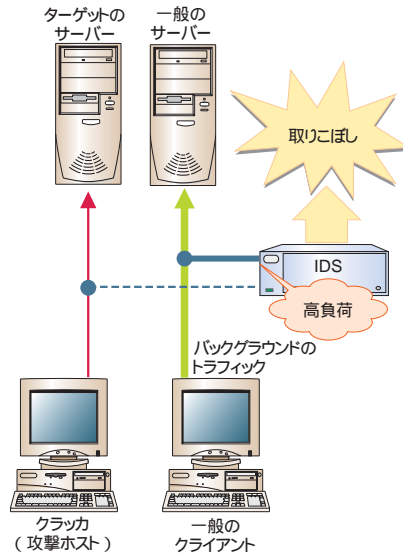 ターゲットの
サーバー
一般の
サーバー
取りこぼし
IDS
高負荷
バックグラウンドの
トラフィック
クラッカ
(攻撃ホスト)
一般の
クライアント